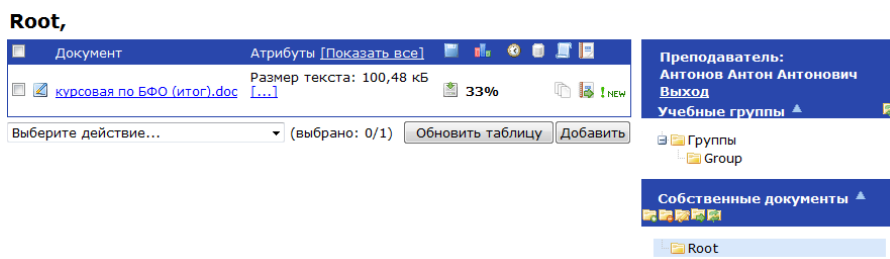 Root,
Документ Атрибуты [Показать все]
курсовая по БФО (итог).doc Размер текста: 100,48 кБ
[...] 33% ! NEW
Выберите действие... (выбрано: 0/1) Обновить таблицу Добавить
Преподаватель:
Антонов Антон Антонович
Выход
Учебные группы
Группы
Group
Собственные документы
Root